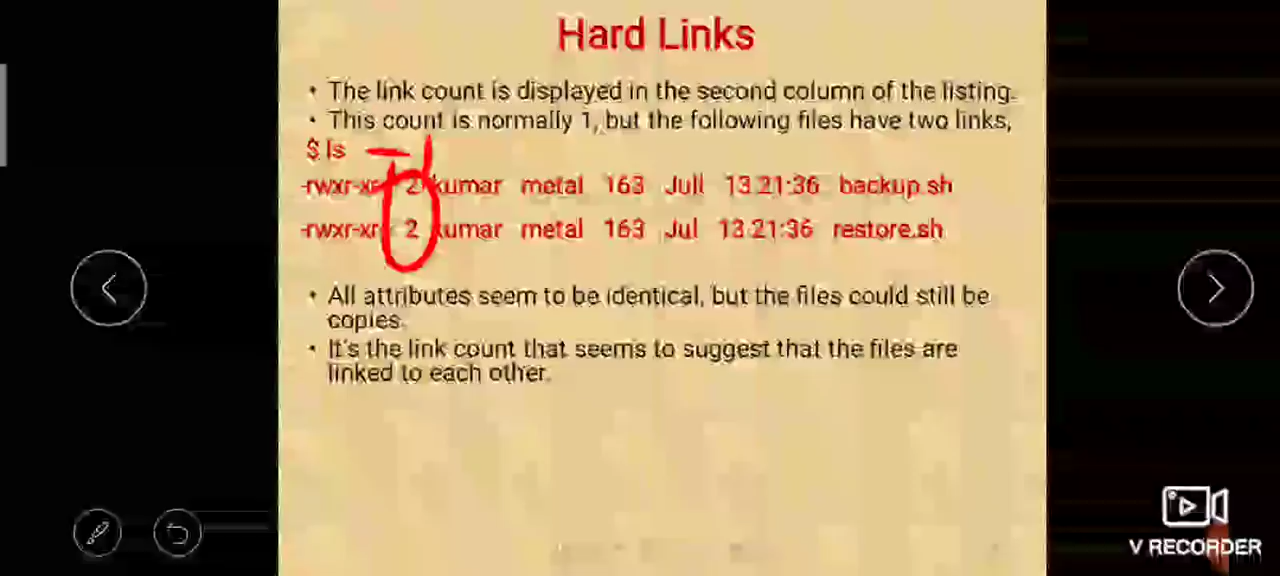 Hard Links
• The link count is displayed in the second column of the listing.
• This count is normally 1, but the following files have two links,
$ ls – l
-rwxr-xr- 2 kumar metal 163 Jull 13.21:36 backup.sh
-rwxr-xr- 2 kumar metal 163 Jul 13.21:36 restore.sh
• All attributes seem to be identical, but the files could still be
copies.
• It's the link count that seems to suggest that the files are
linked to each other.
V RECORDER